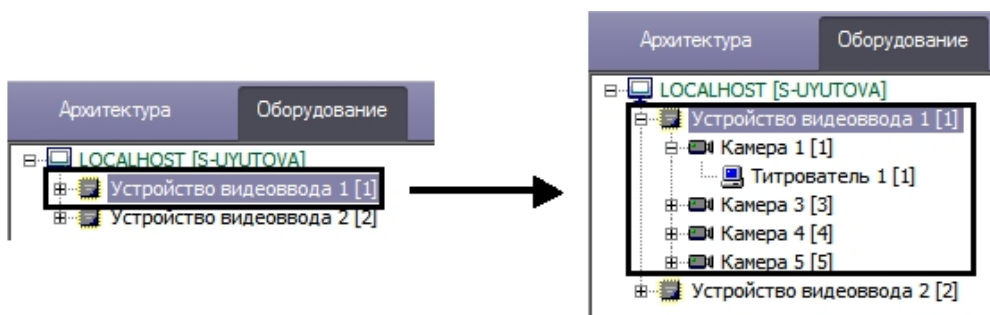 Архитектура Оборудование
LOCALHOST [S-UYUTOVA]
Устройство видеоввода 1 [1]
Устройство видеоввода 2 [2]
Архитектура Оборудование
LOCALHOST [S-UYUTOVA]
Устройство видеоввода 1 [1]
Камера 1 [1]
Титрователь 1 [1]
Камера 3 [3]
Камера 4 [4]
Камера 5 [5]
Устройство видеоввода 2 [2]